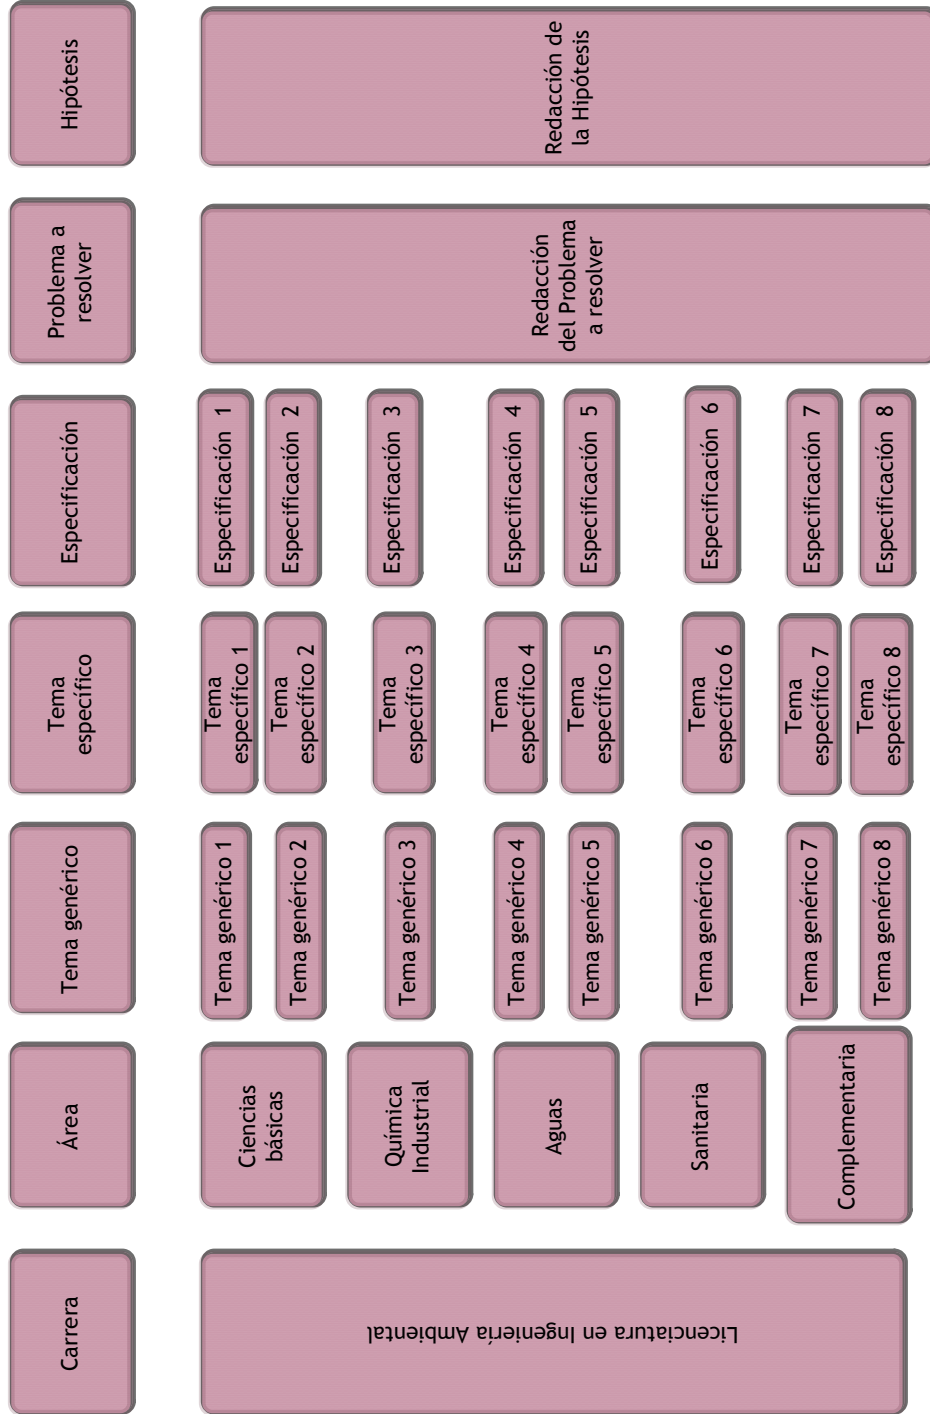 Carrera
Área
Tema genérico
Tema
específico
Especificación
Problema a
resolver
Hipótesis
Licenciatura en Ingeniería Ambiental
Ciencias
básicas
Tema genérico 1
Tema
específico 1
Especificación 1
Tema genérico 2
Tema
específico 2
Especificación 2
Química
Industrial
Tema genérico 3
Tema
específico 3
Especificación 3
Aguas
Tema genérico 4
Tema
específico 4
Especificación 4
Tema genérico 5
Tema
específico 5
Especificación 5
Sanitaria
Tema genérico 6
Tema
específico 6
Especificación 6
Complementaria
Tema genérico 7
Tema
específico 7
Especificación 7
Tema genérico 8
Tema
específico 8
Especificación 8
Redacción
del Problema
a resolver
Redacción de
la Hipótesis